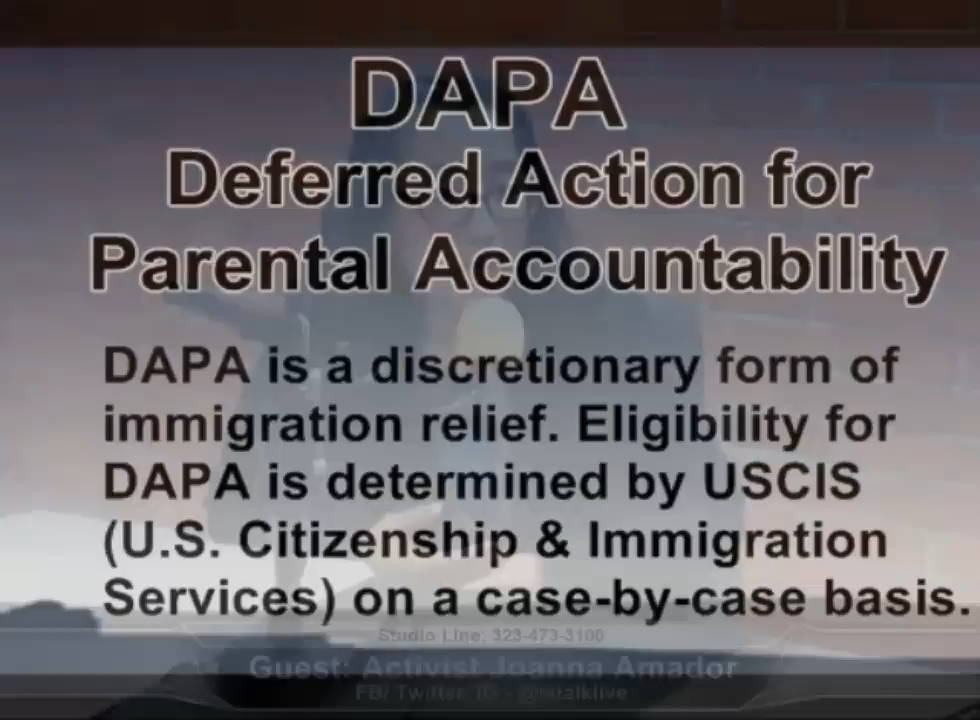 DAPA
Deferred Action for
Parental Accountability
DAPA is a discretionary form of
immigration relief. Eligibility for
DAPA is determined by USCIS
(U.S. Citizenship & Immigration
Services) on a case-by-case basis.
Studio Line: 323-473-3100
Guest: Activist Joanna Amador
FB/ Twitter, IG -